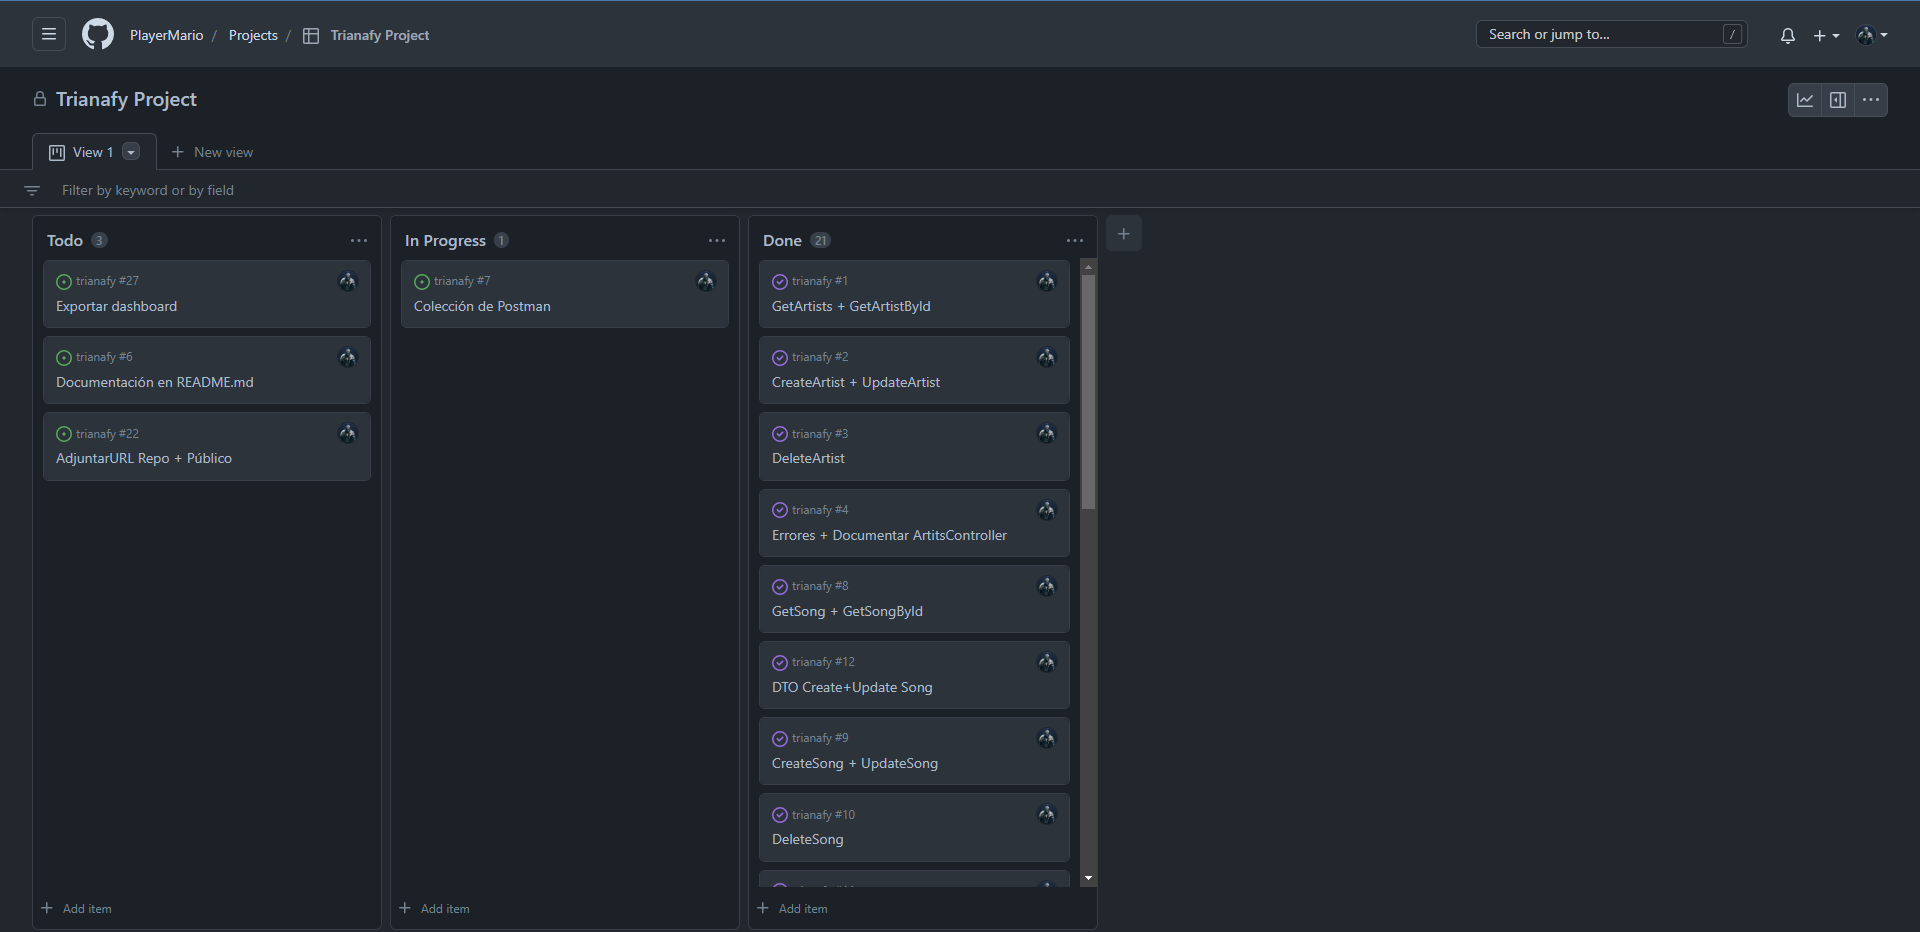 PlayerMario / Projects / Trianafy Project
Search or jump to... /
Trianafy Project
View 1
New view
Filter by keyword or by field
Todo 3
trianafy #27
Exportar dashboard
trianafy #6
Documentación en README.md
trianafy #22
AdjuntarURL Repo + Público
Add item
In Progress 1
trianafy #7
Colección de Postman
Add item
Done 21
trianafy #1
GetArtists + GetArtistById
trianafy #2
CreateArtist + UpdateArtist
trianafy #3
DeleteArtist
trianafy #4
Errores + Documentar ArtitsController
trianafy #8
GetSong + GetSongById
trianafy #12
DTO Create+Update Song
trianafy #9
CreateSong + UpdateSong
trianafy #10
DeleteSong
Add item